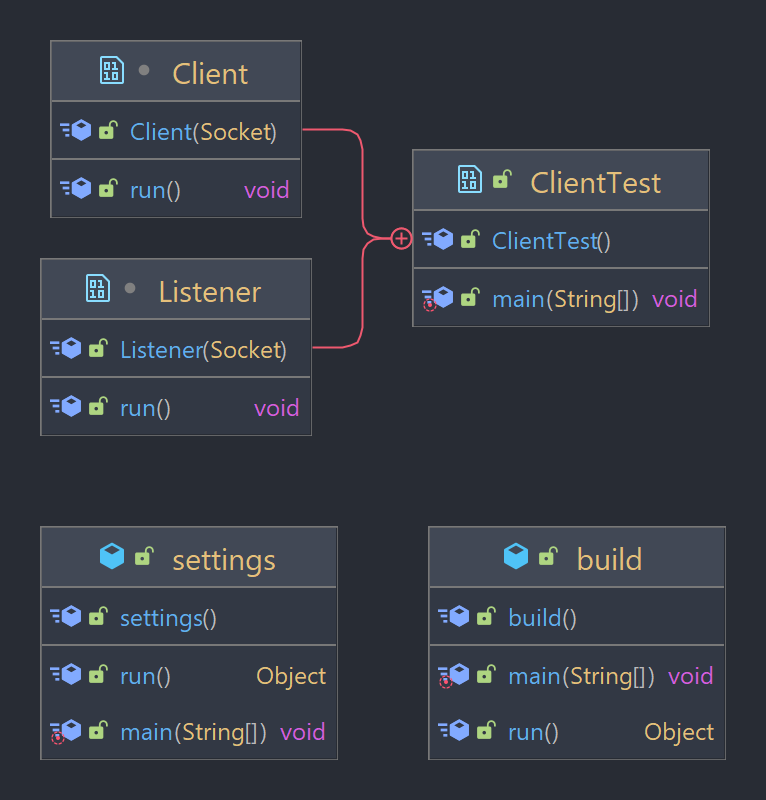 Client
Client(Socket)
run() void
ClientTest
ClientTest()
main(String[]) void
Listener
Listener(Socket)
run() void
settings
settings()
run() Object
main(String[]) void
build
build()
main(String[]) void
run() Object